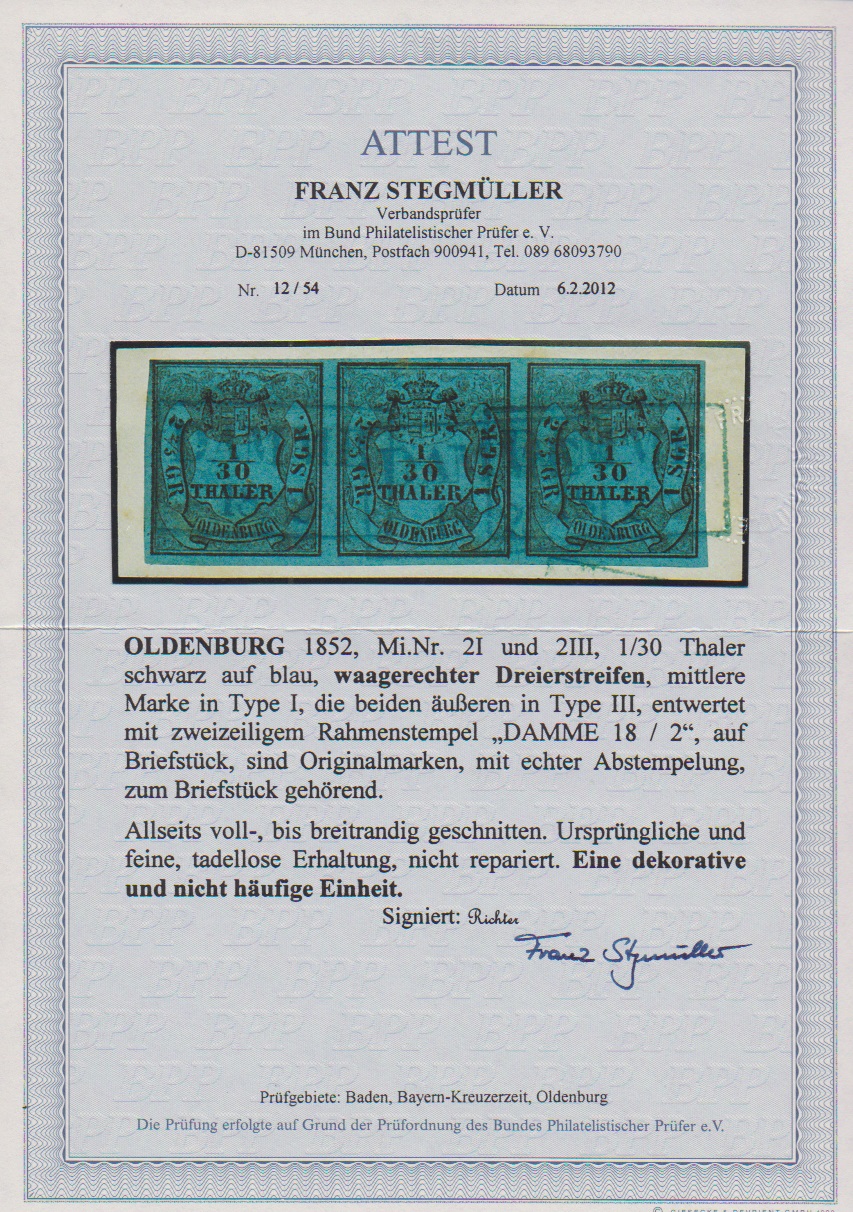 ATTEST
FRANZ STEGMÜLLER
Verbandsprüfer
im Bund Philatelistischer Prüfer e. V.
D-81509 München, Postfach 900941, Tel. 089 68093790
Nr. 12 / 54 Datum 6.2.2012
1/30 THALER
OLDENBURG
1 SGR.
1/30 THALER
OLDENBURG
1 SGR.
1/30 THALER
OLDENBURG
1 SGR.
OLDENBURG 1852, Mi.Nr. 2I und 2III, 1/30 Thaler
schwarz auf blau, waagerechter Dreierstreifen, mittlere
Marke in Type I, die beiden äußeren in Type III, entwertet
mit zweizeiligem Rahmenstempel „DAMME 18 / 2“, auf
Briefstück, sind Originalmarken, mit echter Abstempelung,
zum Briefstück gehörend.
Allseits voll-, bis breitrandig geschnitten. Ursprüngliche und
feine, tadellose Erhaltung, nicht repariert. Eine dekorative
und nicht häufige Einheit.
Signiert: Richter
Franz Stegmüller
Prüfgebiete: Baden, Bayern-Kreuzerzeit, Oldenburg
Die Prüfung erfolgte auf Grund der Prüfordnung des Bundes Philatelistischer Prüfer e.V.